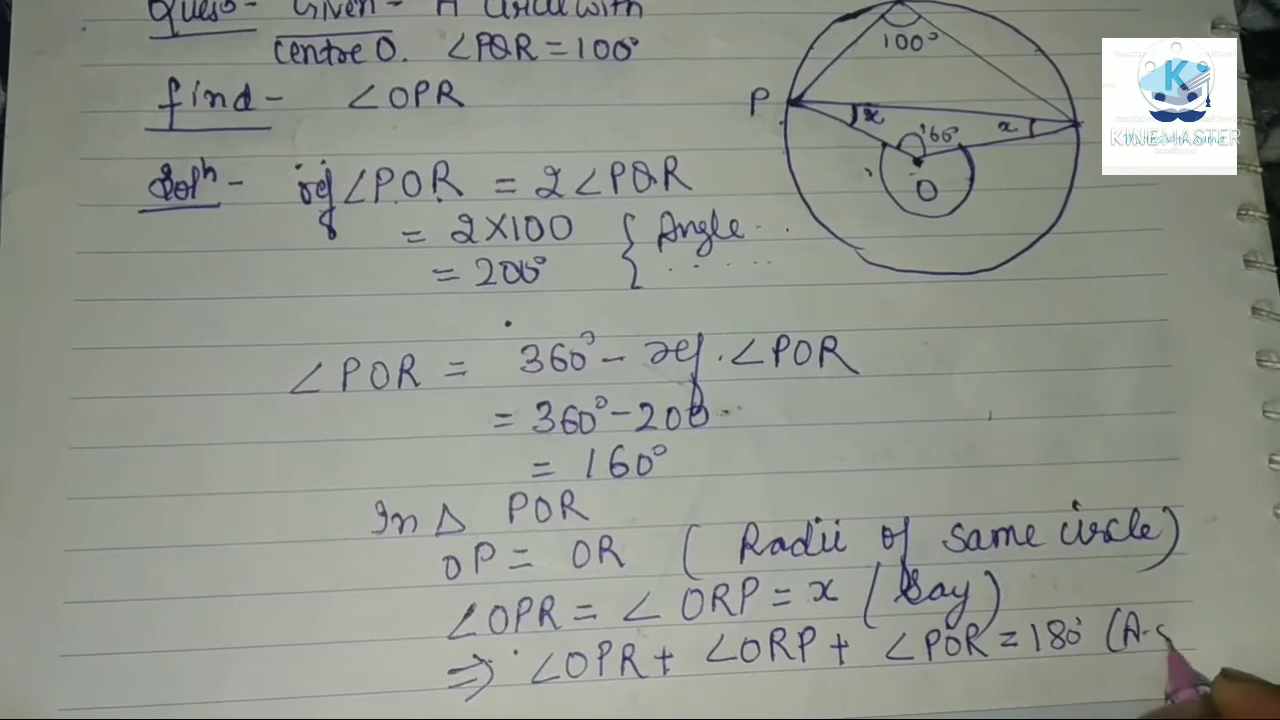 Ques- Given- A circle with
centre O. ∠PQR = 100°
find- ∠OPR
Solⁿ- ref ∠POR = 2∠PQR
= 2×100 { Angle...
= 200° { .....
∠POR = 360° - ref. ∠POR
= 360° - 200
= 160°
In Δ POR
OP = OR ( Radii of same circle)
∠OPR = ∠ORP = x (Say)
⇒ ∠OPR + ∠ORP + ∠POR = 180° (A.S
100°
P
x
160°
x
O
K
KINEMASTER